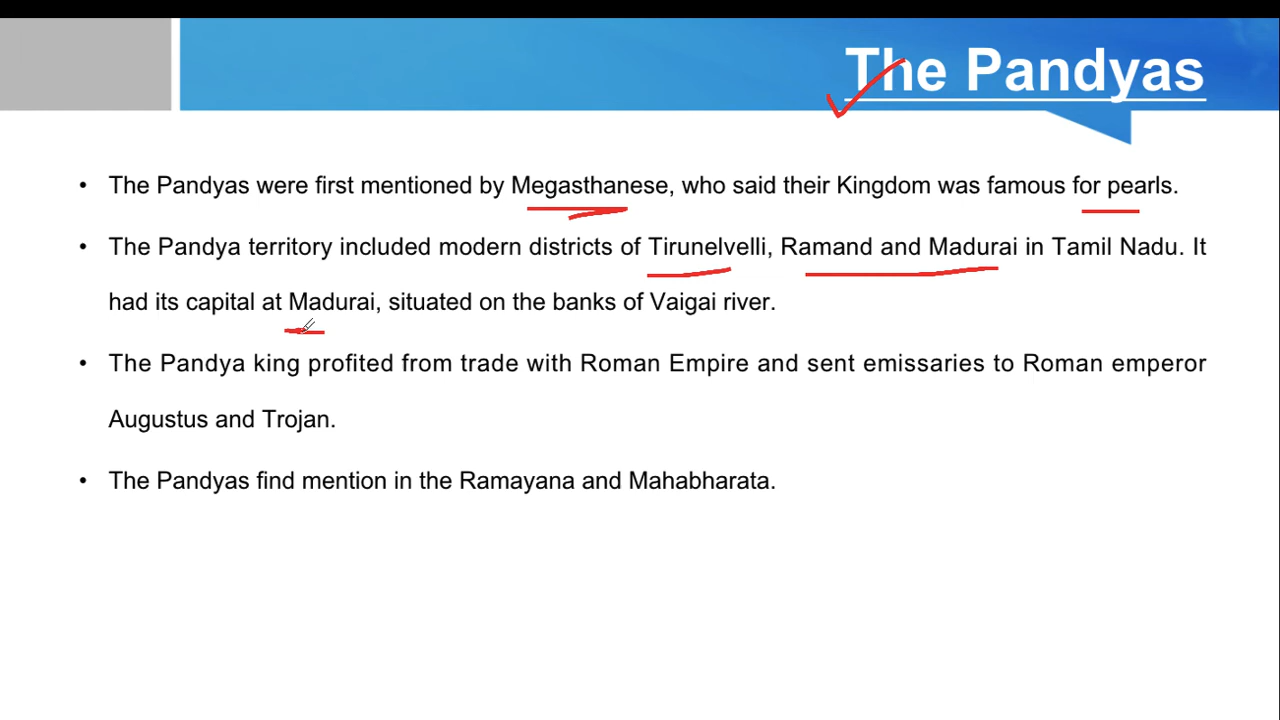 The Pandyas
• The Pandyas were first mentioned by Megasthanese, who said their Kingdom was famous for pearls.
• The Pandya territory included modern districts of Tirunelvelli, Ramand and Madurai in Tamil Nadu. It
had its capital at Madurai, situated on the banks of Vaigai river.
• The Pandya king profited from trade with Roman Empire and sent emissaries to Roman emperor
Augustus and Trojan.
• The Pandyas find mention in the Ramayana and Mahabharata.